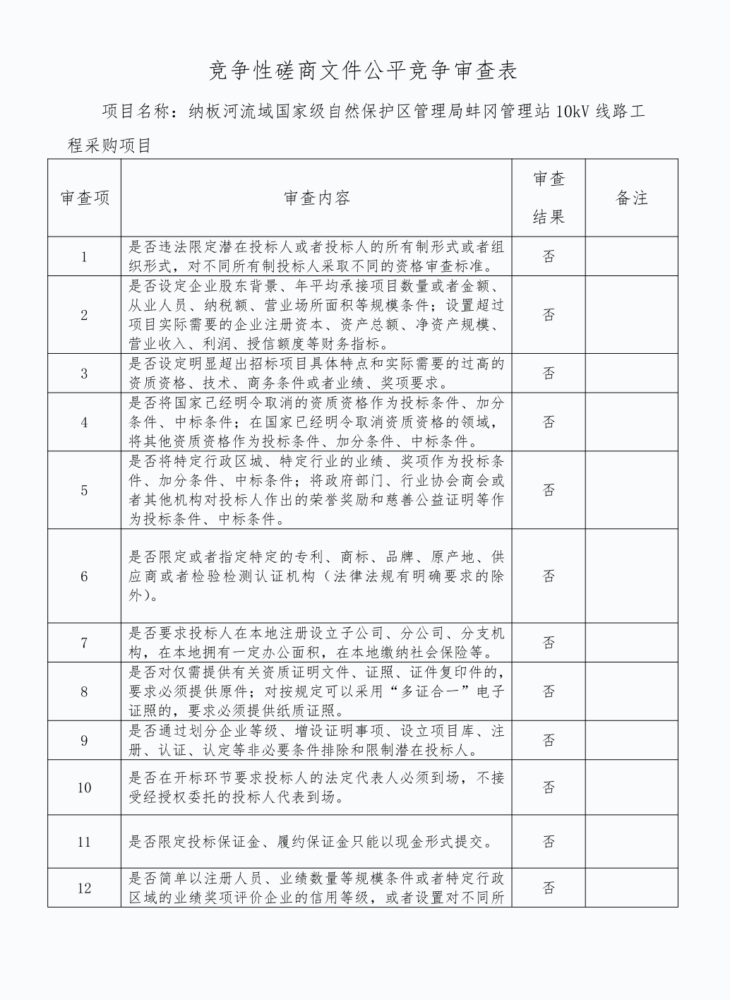 竞争性磋商文件公平竞争审查表
项目名称：纳板河流域国家级自然保护区管理局蚌冈管理站 10kV 线路工
程采购项目
审查项
审查内容
审查
结果
备注
1
是否违法限定潜在投标人或者投标人的所有制形式或者组
织形式，对不同所有制投标人采取不同的资格审查标准。
否
2
是否设定企业股东背景、年平均承接项目数量或者金额、
从业人员、纳税额、营业场所面积等规模条件；设置超过
项目实际需要的企业注册资本、资产总额、净资产规模、
营业收入、利润、授信额度等财务指标。
否
3
是否设定明显超出招标项目具体特点和实际需要的过高的
资质资格、技术、商务条件或者业绩、奖项要求。
否
4
是否将国家己经明令取消的资质资格作为投标条件、加分
条件、中标条件；在国家已经明令取消资质资格的领域，
将其他资质资格作为投标条件、加分条件、中标条件。
否
5
是否将特定行政区城、特定行业的业绩、奖项作为投标条
件、加分条件、中标条件；将政府部门、行业协会商会或
者其他机构对投标人作出的荣誉奖励和慈善公益证明等作
为投标条件、中标条件。
否
6
是否限定或者指定特定的专利、商标、品牌、原产地、供
应商或者检验检测认证机构（法律法规有明确要求的除
外）。
否
7
是否要求投标人在本地注册设立子公司、分公司、分支机
构，在本地拥有一定办公面积，在本地缴纳社会保险等。
否
8
是否对仅需提供有关资质证明文件、证照、证件复印件的，
要求必须提供原件；对按规定可以采用“多证合一”电子
证照的，要求必须提供纸质证照。
否
9
是否通过划分企业等级、增设证明事项、设立项目库、注
册、认证、认定等非必要条件排除和限制潜在投标人。
否
10
是否在开标环节要求投标人的法定代表人必须到场，不接
受经授权委托的投标人代表到场。
否
11
是否限定投标保证金、履约保证金只能以现金形式提交。
否
12
是否简单以注册人员、业绩数量等规模条件或者特定行政
区域的业绩奖项评价企业的信用等级，或者设置对不同所
否